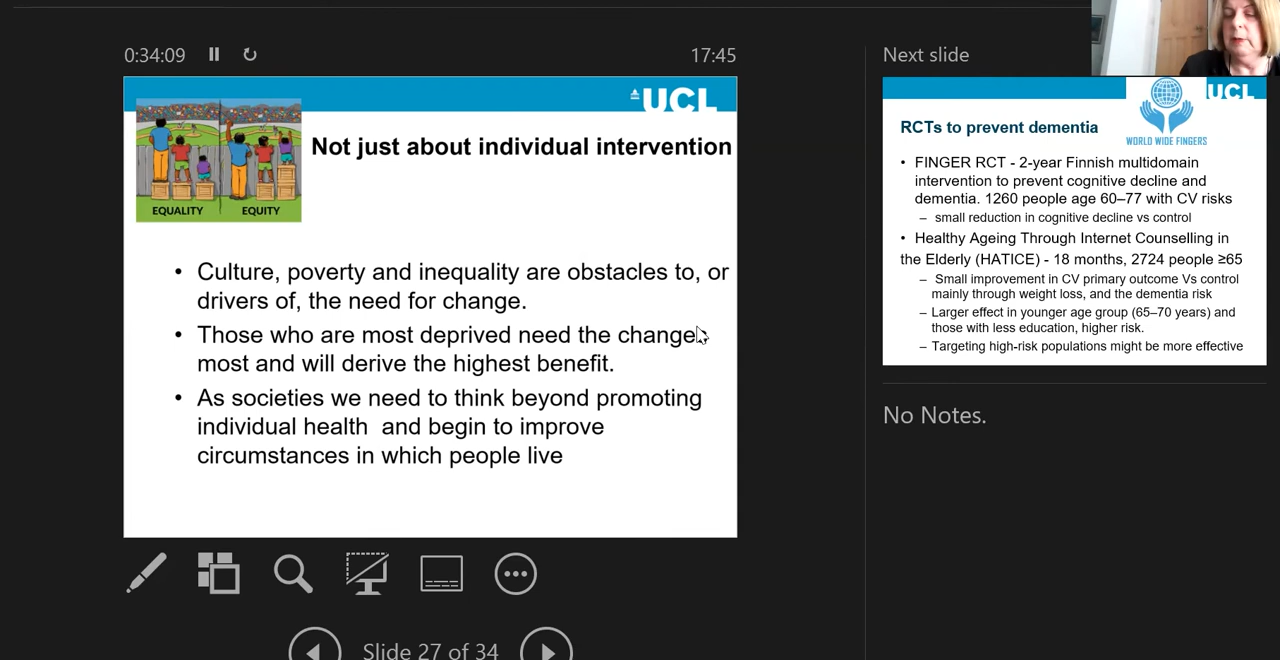 0:34:09
17:45
UCL
EQUALITY
EQUITY
Not just about individual intervention
• Culture, poverty and inequality are obstacles to, or
drivers of, the need for change.
• Those who are most deprived need the changes
most and will derive the highest benefit.
• As societies we need to think beyond promoting
individual health and begin to improve
circumstances in which people live
Slide 27 of 34
Next slide
UCL
WORLD WIDE FINGERS
RCTs to prevent dementia
• FINGER RCT - 2-year Finnish multidomain
intervention to prevent cognitive decline and
dementia. 1260 people age 60–77 with CV risks
– small reduction in cognitive decline vs control
• Healthy Ageing Through Internet Counselling in
the Elderly (HATICE) - 18 months, 2724 people ≥65
– Small improvement in CV primary outcome Vs control
mainly through weight loss, and the dementia risk
– Larger effect in younger age group (65–70 years) and
those with less education, higher risk.
– Targeting high-risk populations might be more effective
No Notes.